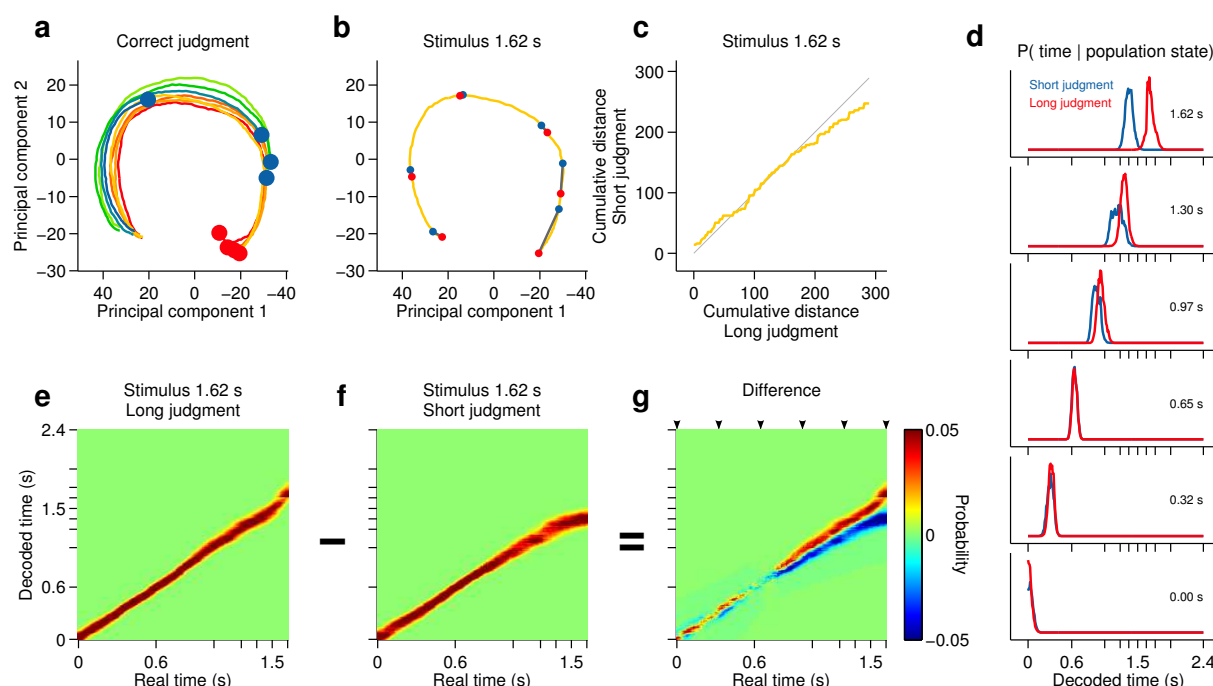 a
Correct judgment
Principal component 2
20
10
0
−10
−20
−30
40
20
0
−20
−40
Principal component 1
b
Stimulus 1.62 s
20
10
0
−10
−20
−30
40
20
0
−20
−40
Principal component 1
c
Stimulus 1.62 s
Cumulative distance
Short judgment
300
200
100
0
0
100
200
300
Cumulative distance
Long judgment
d
P( time | population state)
Short judgment
Long judgment
1.62 s
1.30 s
0.97 s
0.65 s
0.32 s
0.00 s
0
0.6
1.5
2.4
Decoded time (s)
e
Stimulus 1.62 s
Long judgment
Decoded time (s)
2.4
1.5
0.6
0
0
0.6
1.5
Real time (s)
–
f
Stimulus 1.62 s
Short judgment
0
0.6
1.5
Real time (s)
=
g
Difference
0
0.6
1.5
Real time (s)
0.05
0
−0.05
Probability